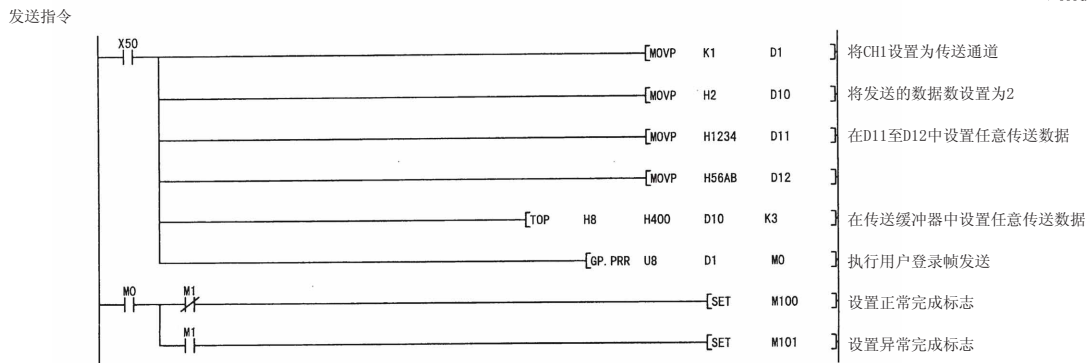 发送指令
X50
[MOVP K1 D1 ] 将CH1设置为传送通道
[MOVP H2 D10 ] 将发送的数据数设置为2
[MOVP H1234 D11 ] 在D11至D12中设置任意传送数据
[MOVP H56AB D12 ]
[TOP H8 H400 D10 K3 ] 在传送缓冲器中设置任意传送数据
[GP.PRR U8 D1 M0 ] 执行用户登录帧发送
M0 M1
[SET M100 ] 设置正常完成标志
M1
[SET M101 ] 设置异常完成标志